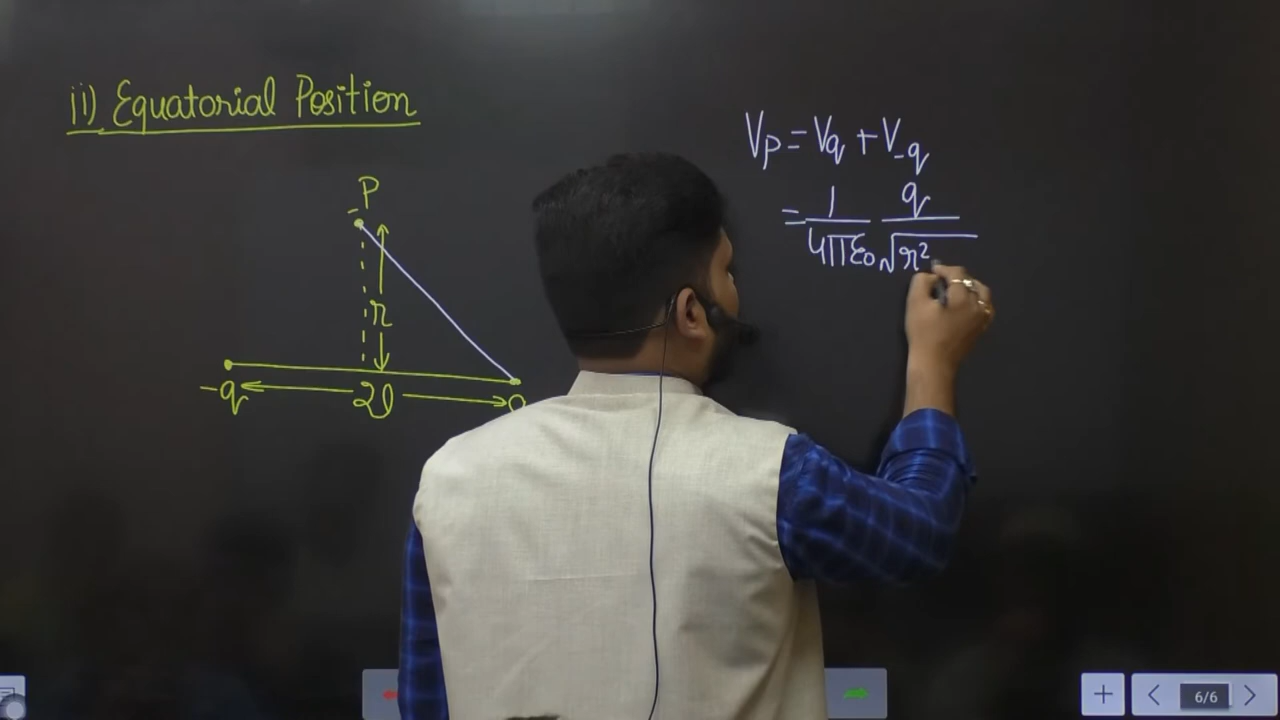 ii) Equatorial Position
P
r
-q 2l
Vp = Vq + V-q
= 1/4πε0 q/√r²
6/6